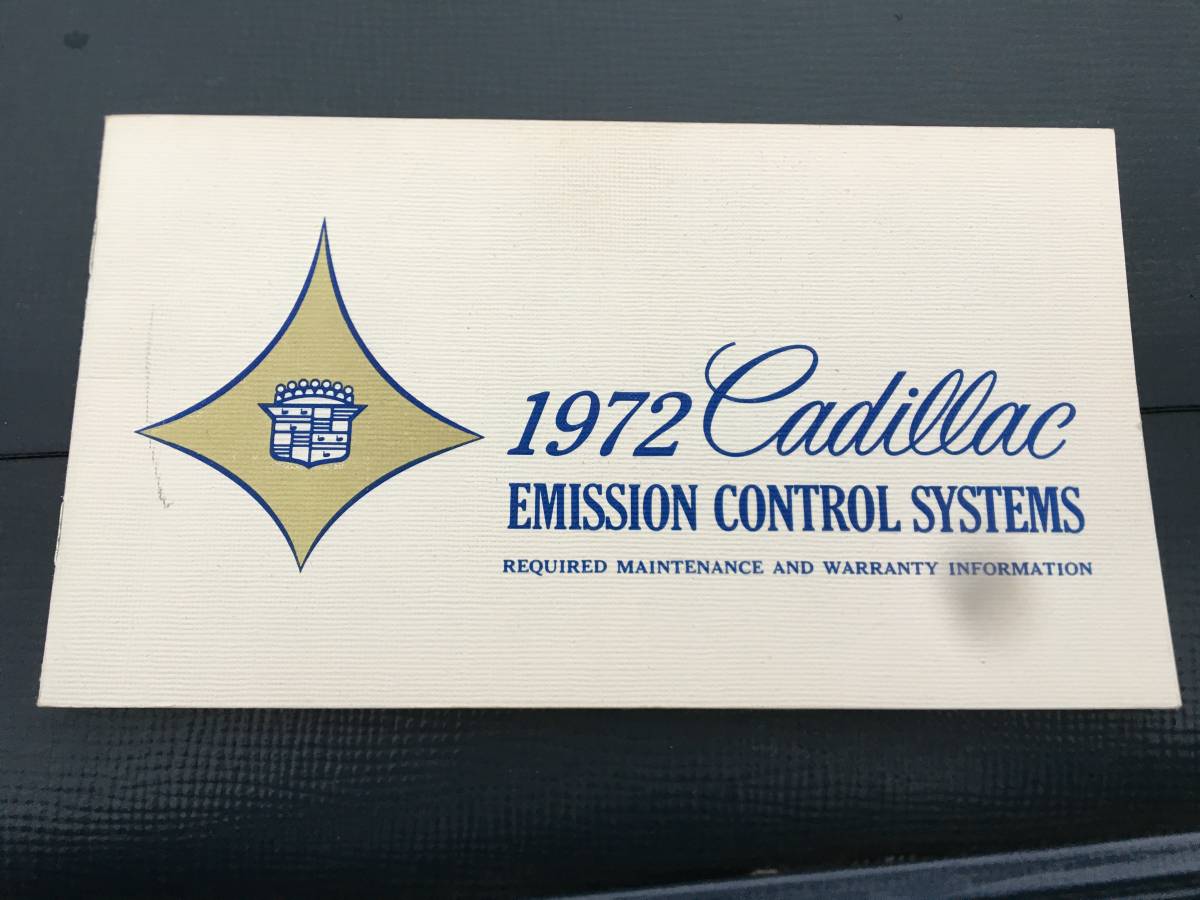 1972 Cadillac
EMISSION CONTROL SYSTEMS
REQUIRED MAINTENANCE AND WARRANTY INFORMATION